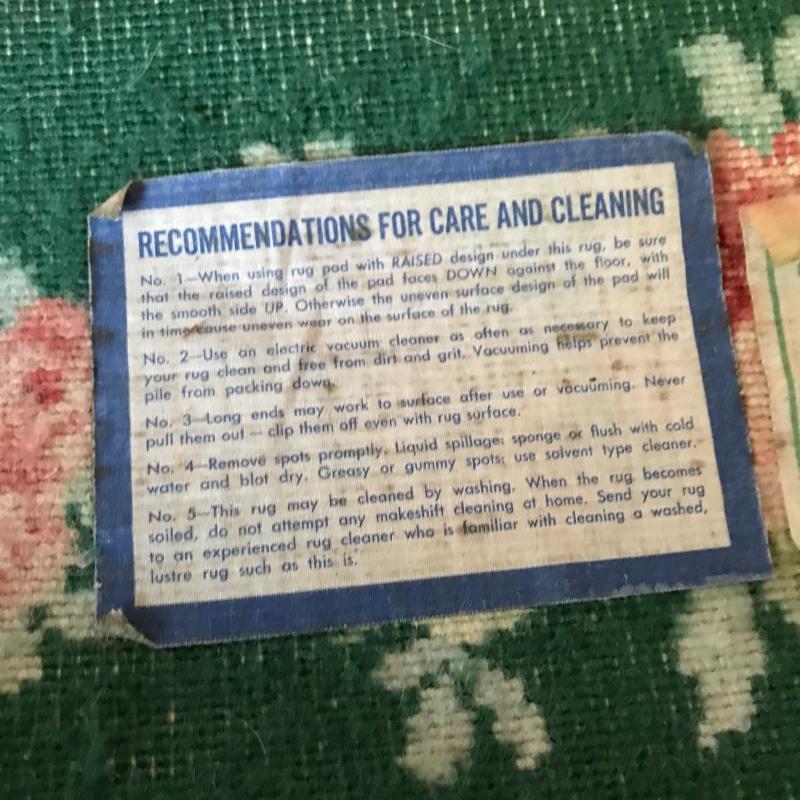 RECOMMENDATIONS FOR CARE AND CLEANING
No. 1—When using rug pad with RAISED design under this rug, be sure
that the raised design of the pad faces DOWN against the floor, with
the smooth side UP. Otherwise the uneven surface design of the pad will
in time cause uneven wear on the surface of the rug.
No. 2—Use an electric vacuum cleaner as often as necessary to keep
your rug clean and free from dirt and grit. Vacuuming helps prevent the
pile from packing down.
No. 3—Long ends may work to surface after use or vacuuming. Never
pull them out — clip them off even with rug surface.
No. 4—Remove spots promptly. Liquid spillage: sponge or flush with cold
water and blot dry. Greasy or gummy spots: use solvent type cleaner.
No. 5—This rug may be cleaned by washing. When the rug becomes
soiled, do not attempt any makeshift cleaning at home. Send your rug
to an experienced rug cleaner who is familiar with cleaning a washed,
lustre rug such as this is.